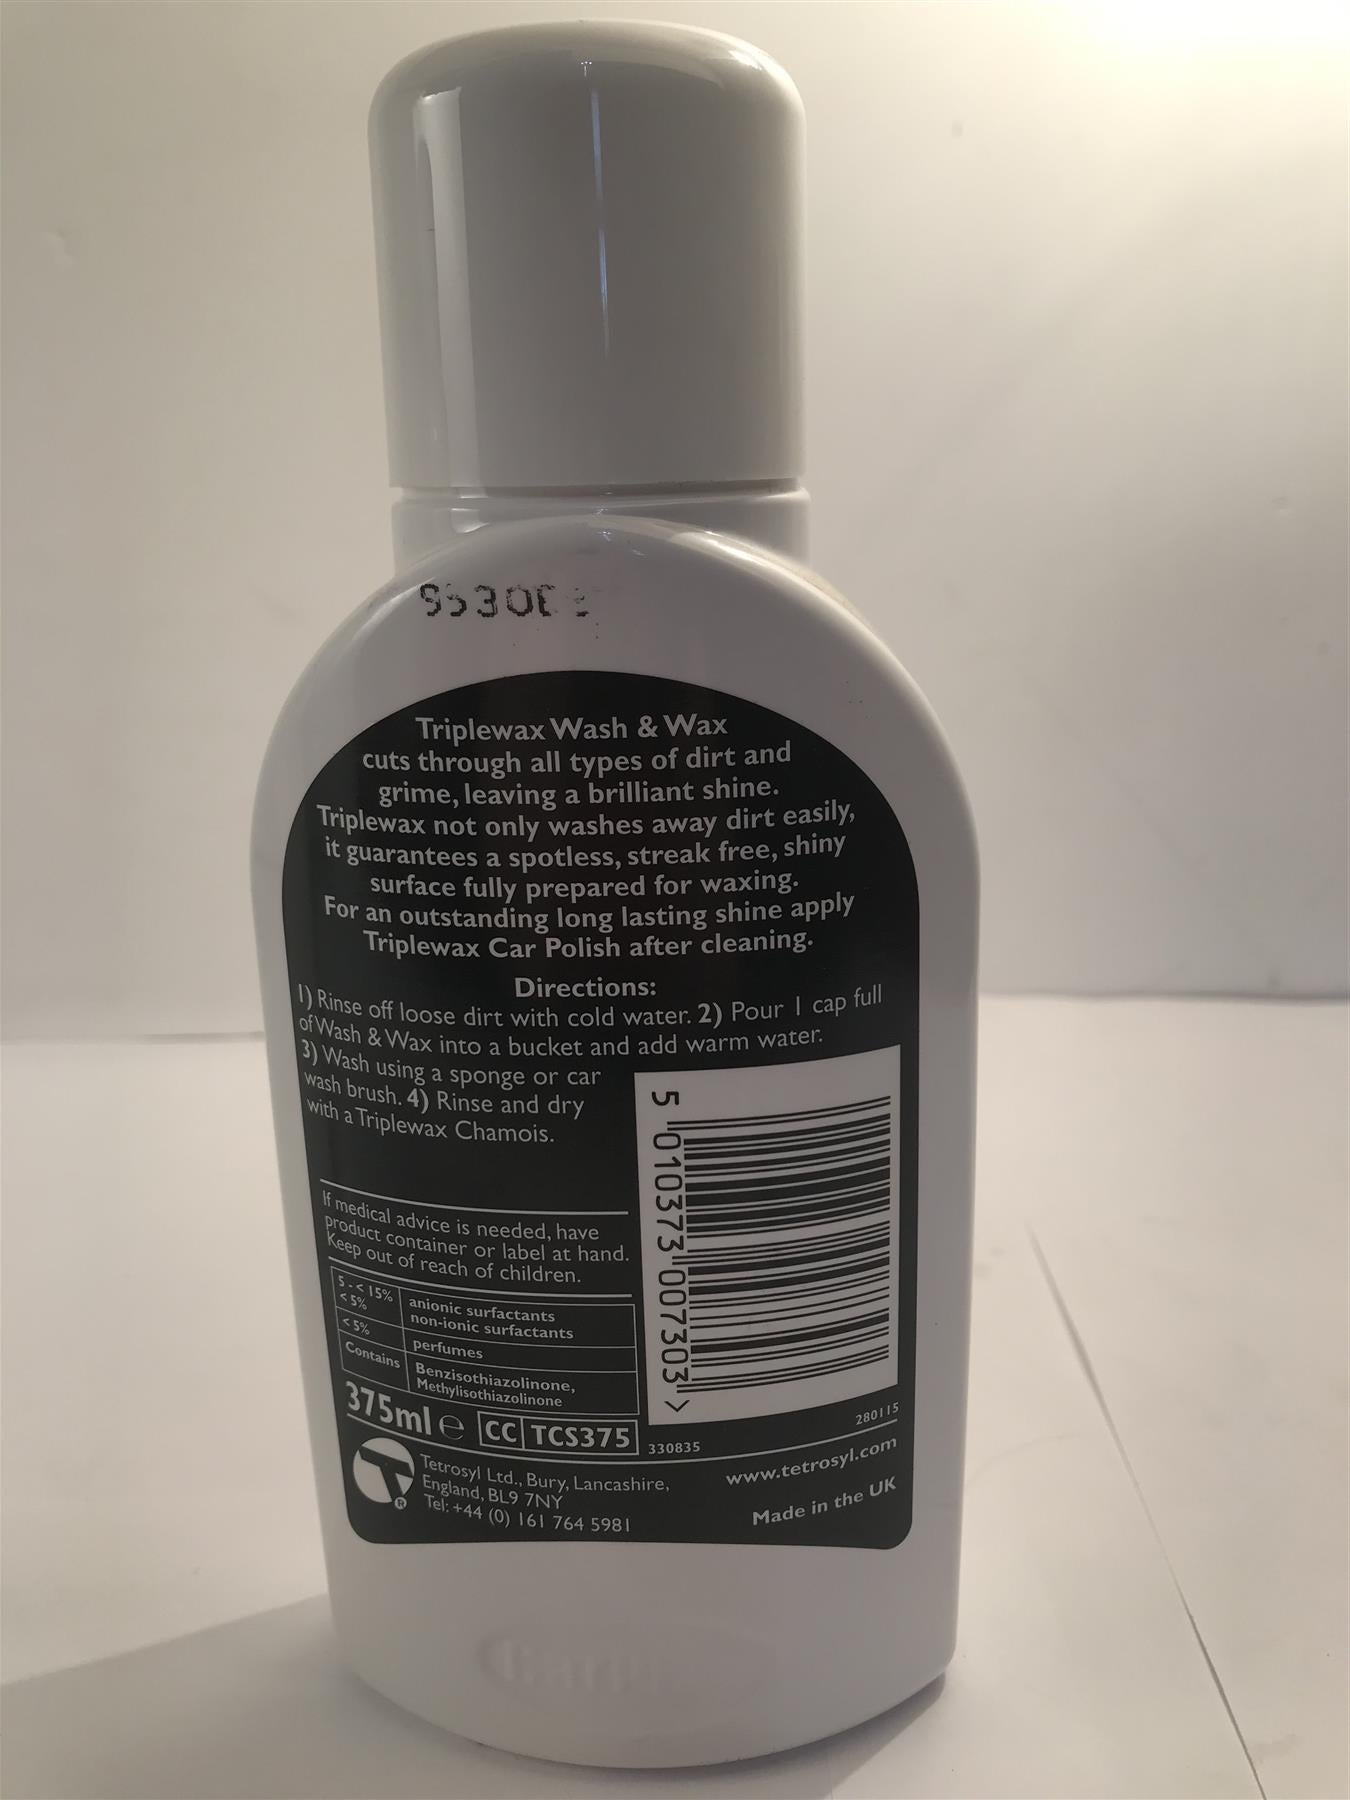 Triplewax Wash & Wax
cuts through all types of dirt and
grime, leaving a brilliant shine.
Triplewax not only washes away dirt easily,
it guarantees a spotless, streak free, shiny
surface fully prepared for waxing.
For an outstanding long lasting shine apply
Triplewax Car Polish after cleaning.
Directions:
1) Rinse off loose dirt with cold water. 2) Pour 1 cap full
of Wash & Wax into a bucket and add warm water.
3) Wash using a sponge or car
wash brush. 4) Rinse and dry
with a Triplewax Chamois.
If medical advice is needed, have
product container or label at hand.
Keep out of reach of children.
5 - < 15% anionic surfactants
< 5% non-ionic surfactants
< 5% perfumes
Contains Benzisothiazolinone,
Methylisothiazolinone
5 010373 007303 >
375ml e CC TCS375 330835
280115
Tetrosyl Ltd., Bury, Lancashire,
England, BL9 7NY
Tel: +44 (0) 161 764 5981
www.tetrosyl.com
Made in the UK